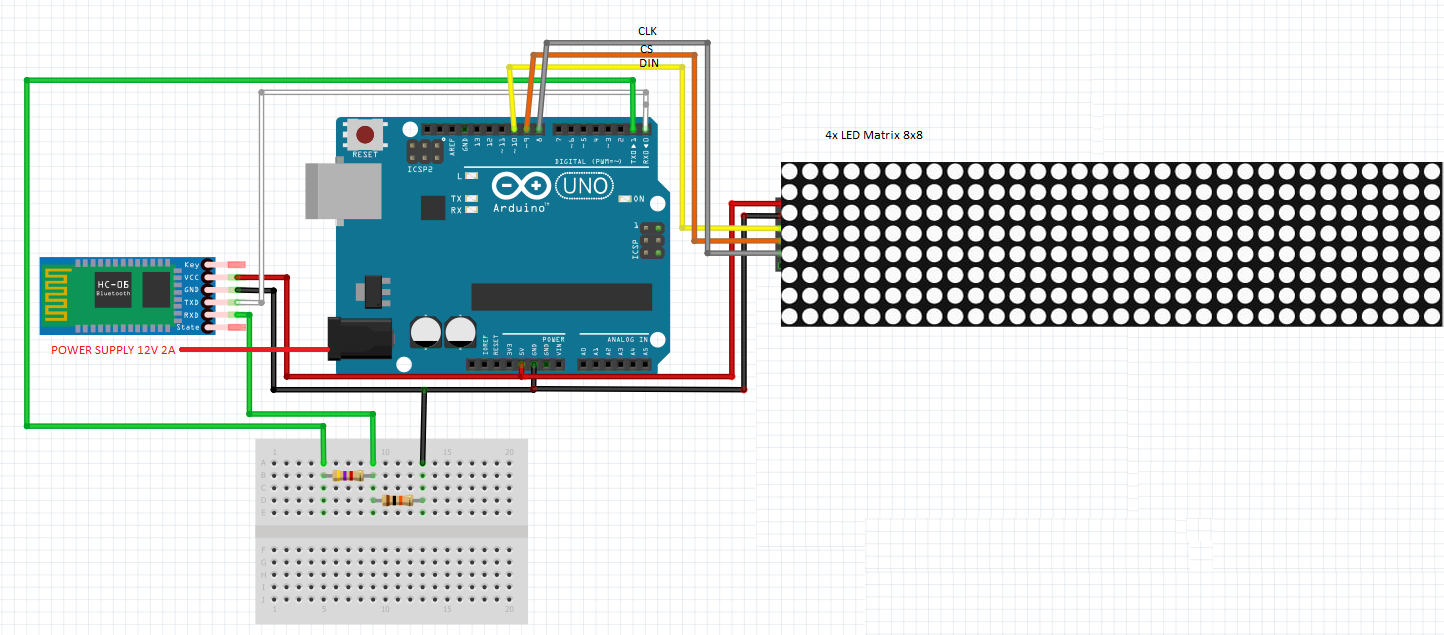 CLK
CS
DIN
4x LED Matrix 8x8
RESET
ICSP2
AREF
GND
13
12
~11
~10
~9
8
7
~6
~5
4
~3
2
TXD ▶ 1
RXD ◀ 0
DIGITAL (PWM=~)
L
TX
RX
UNO
Arduino™
ON
1
ICSP
HC-06
Bluetooth
Key
VCC
GND
TXD
RXD
State
POWER SUPPLY 12V 2A
POWER
ANALOG IN
IOREF
RESET
3V3
5V
GND
GND
VIN
A0
A1
A2
A3
A4
A5
1 5 10 15 20
A
B
C
D
E
F
G
H
I
J
1 5 10 15 20